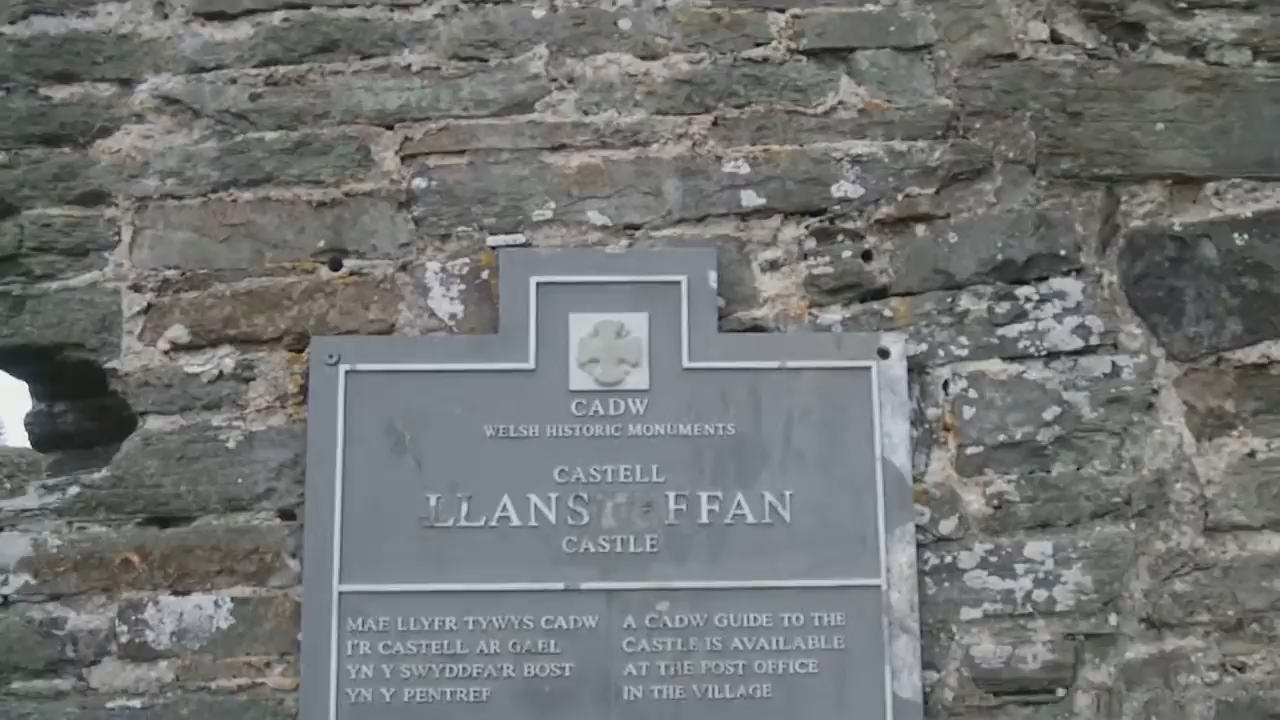 CADW
WELSH HISTORIC MONUMENTS
CASTELL
CASTLE
MAE LLYFR TYWYS CADW
I'R CASTELL AR GAEL
YN Y SWYDDFA'R BOST
YN Y PENTREF
A CADW GUIDE TO THE
CASTLE IS AVAILABLE
AT THE POST OFFICE
IN THE VILLAGE